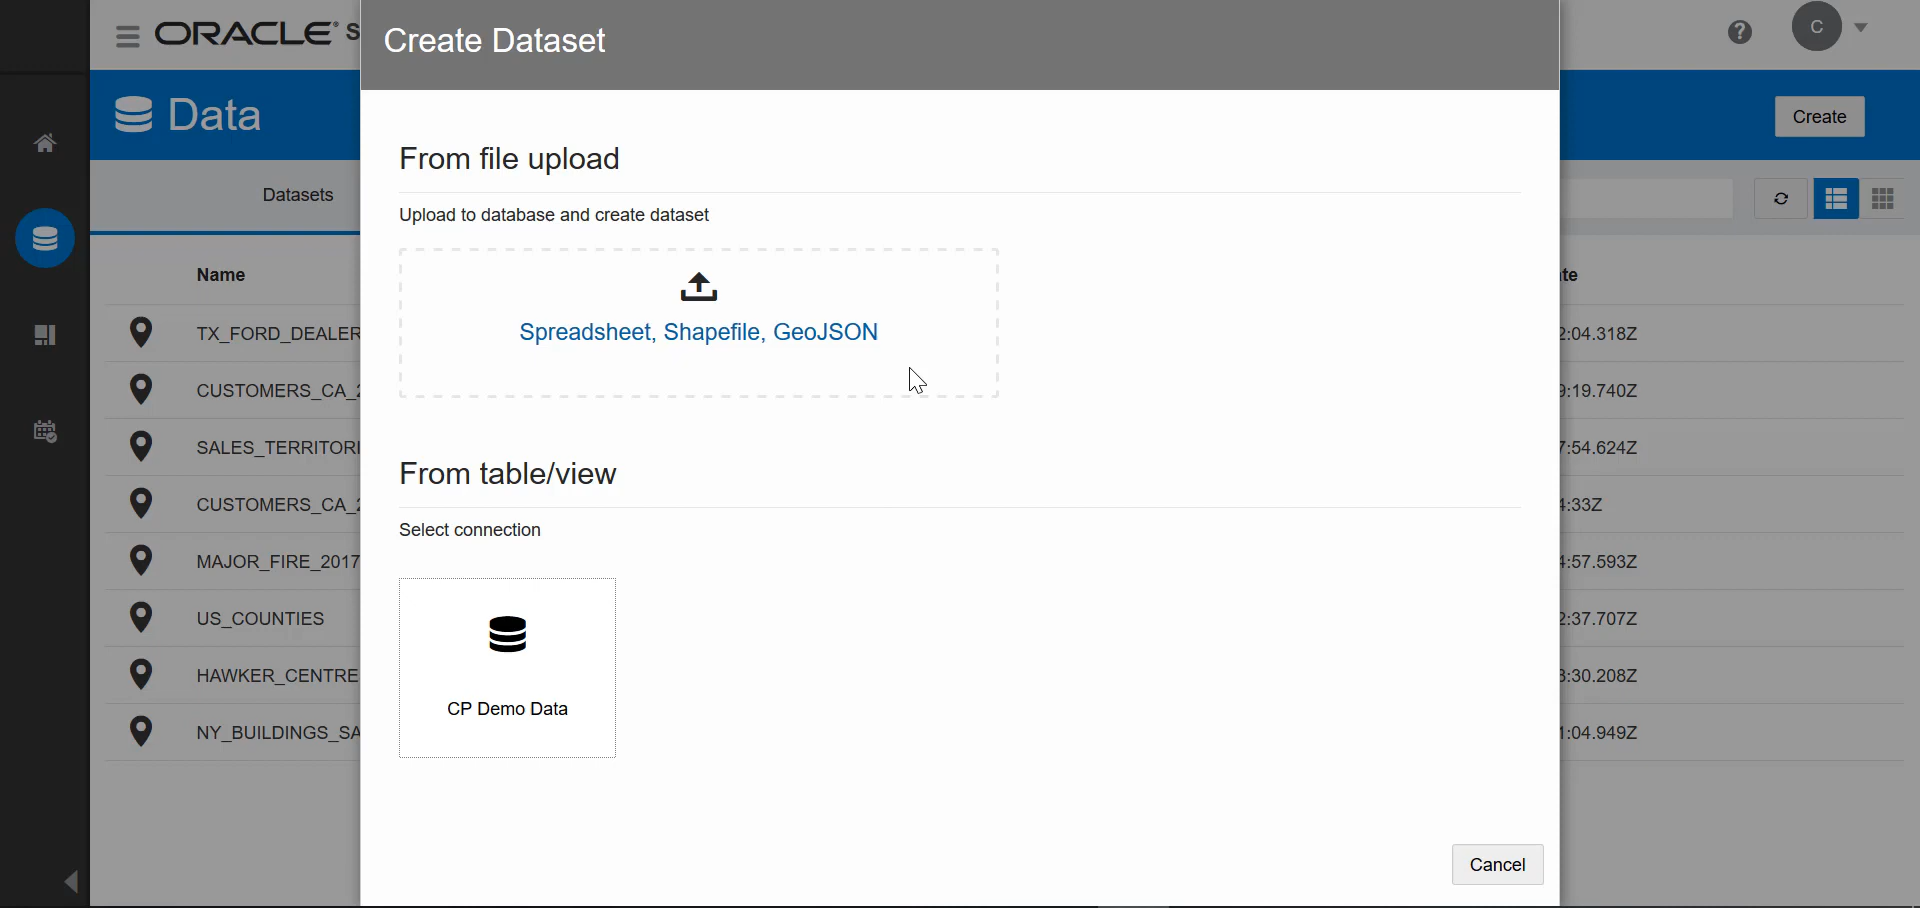 ORACLE® S
Create Dataset
?
C
Data
Create
From file upload
Datasets
Upload to database and create dataset
Spreadsheet, Shapefile, GeoJSON
Name
te
TX_FORD_DEALER
2:04.318Z
CUSTOMERS_CA_2
9:19.740Z
SALES_TERRITORI
7:54.624Z
From table/view
CUSTOMERS_CA_2
4:33Z
Select connection
MAJOR_FIRE_2017
4:57.593Z
US_COUNTIES
2:37.707Z
HAWKER_CENTRE
3:30.208Z
CP Demo Data
NY_BUILDINGS_SA
1:04.949Z
Cancel